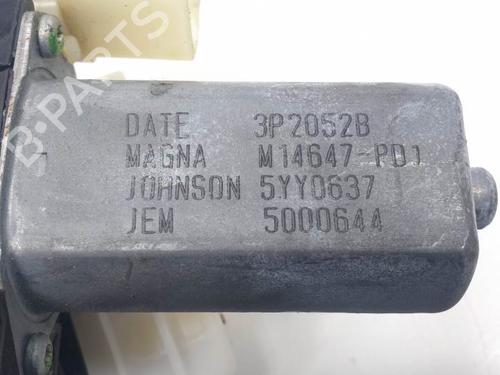 B-PARTS
DATE 3P2052B
MAGNA M14647-PD1
JOHNSON 5YY0637
JEM 5000644